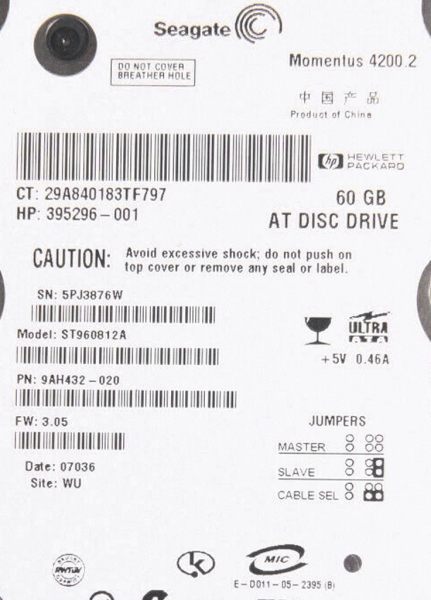 Seagate
DO NOT COVER
BREATHER HOLE
Momentus 4200.2
中国产品
Product of China
hp HEWLETT
PACKARD
CT: 29A840183TF797
HP: 395296-001
60 GB
AT DISC DRIVE
CAUTION: Avoid excessive shock; do not push on
top cover or remove any seal or label.
SN: 5PJ3876W
Model: ST960812A
ULTRA
ATA
+5V 0.46A
PN: 9AH432-020
FW: 3.05
JUMPERS
MASTER
SLAVE
CABLE SEL
Date: 07036
Site: WU
MIC
E-D011-05-2395 (B)